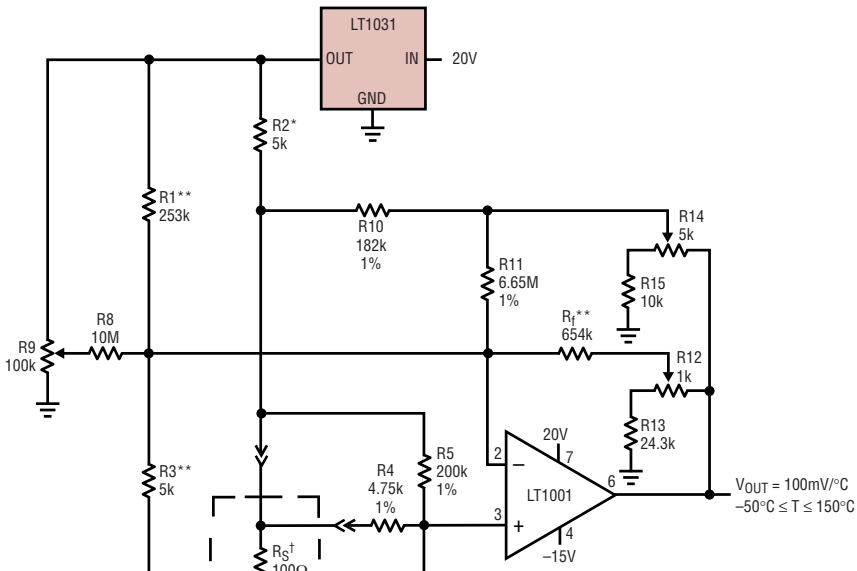 LT1031
OUT
IN
20V
GND
R2*
5k
R1**
253k
R10
182k
1%
R14
5k
R11
6.65M
1%
R15
10k
R8
10M
Rf**
654k
R9
100k
R12
1k
R13
24.3k
R3**
5k
R4
4.75k
1%
R5
200k
1%
20V
2
7
–
LT1001
6
3
+
4
–15V
VOUT = 100mV/°C
–50°C ≤ T ≤ 150°C
RS†
100Ω